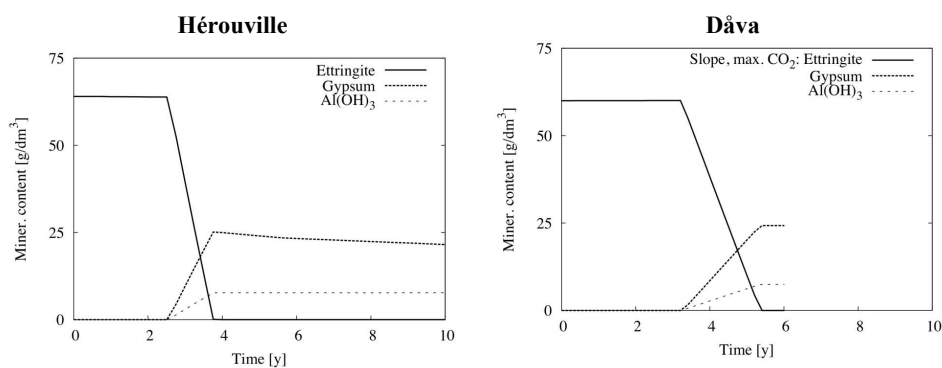 Hérouville
75
50
25
0
Miner. content [g/dm³]
Ettringite
Gypsum
Al(OH)₃
0 2 4 6 8 10
Time [y]
Dåva
75
50
25
0
Miner. content [g/dm³]
Slope, max. CO₂: Ettringite
Gypsum
Al(OH)₃
0 2 4 6 8 10
Time [y]